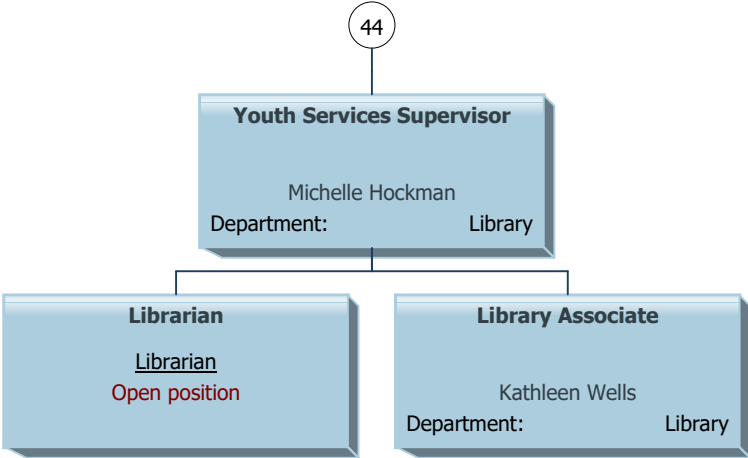 44
Youth Services Supervisor
Michelle Hockman
Department: Library
Librarian
Librarian
Open position
Library Associate
Kathleen Wells
Department: Library